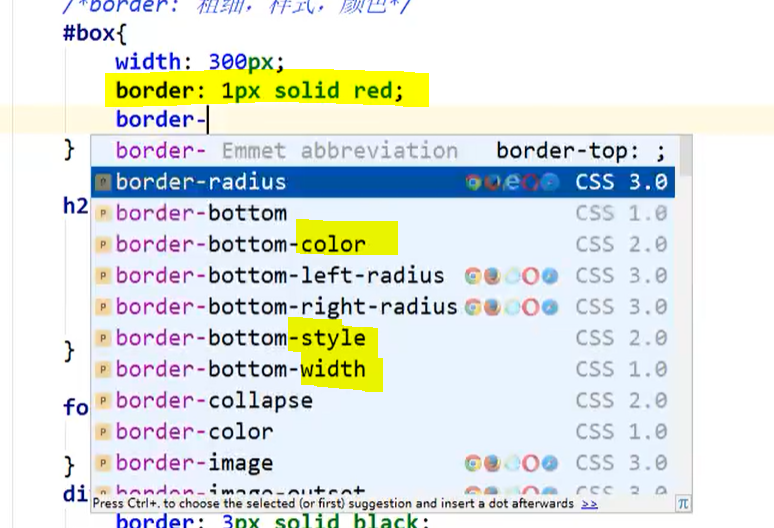 /*border: 粗细，样式，颜色*/
#box{
width: 300px;
border: 1px solid red;
border-
} border- Emmet abbreviation border-top: ;
border-radius CSS 3.0
h2 border-bottom CSS 1.0
border-bottom-color CSS 2.0
border-bottom-left-radius CSS 3.0
border-bottom-right-radius CSS 3.0
} border-bottom-style CSS 2.0
border-bottom-width CSS 1.0
fo border-collapse CSS 2.0
border-color CSS 1.0
} border-image CSS 3.0
di border-image-outset CSS 3.0
Press Ctrl+. to choose the selected (or first) suggestion and insert a dot afterwards >> π
border: 3px solid black;